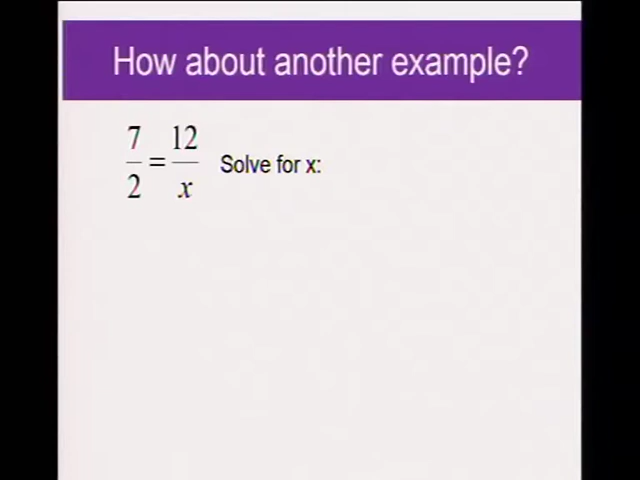 How about another example?
7/2 = 12/x Solve for x: